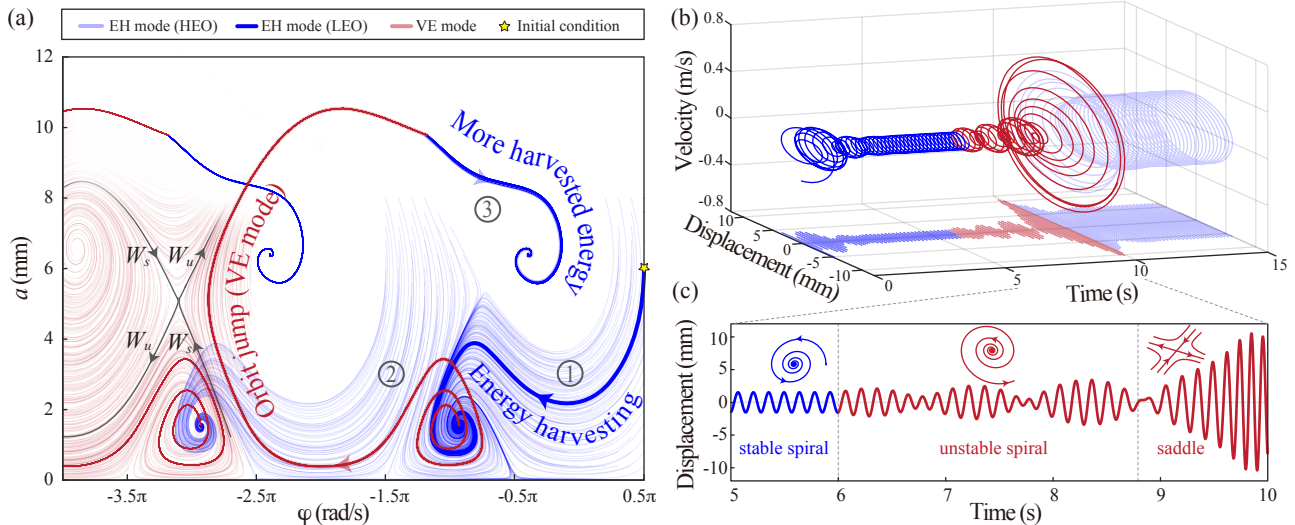 (a)
EH mode (HEO)
EH mode (LEO)
VE mode
Initial condition
a (mm)
12
10
8
6
4
2
0
-3.5π
-2.5π
-1.5π
-0.5π
0.5π
φ (rad/s)
Ws
Wu
Wu
Ws
Orbit jump (VE mode)
More harvested energy
Energy harvesting
1
2
3
(b)
Velocity (m/s)
0.8
0.4
0
-0.4
-0.8
Displacement (mm)
10
5
0
-5
-10
0
5
10
15
Time (s)
(c)
Displacement (mm)
10
5
0
-5
-10
stable spiral
unstable spiral
saddle
5
6
7
8
9
10
Time (s)